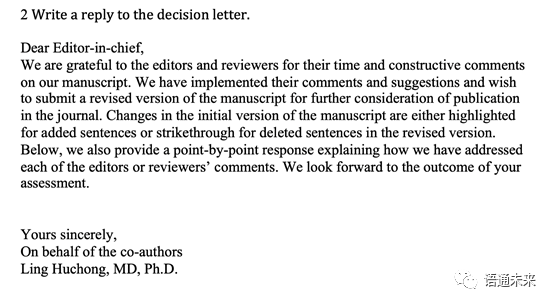 2 Write a reply to the decision letter.
Dear Editor-in-chief,
We are grateful to the editors and reviewers for their time and constructive comments
on our manuscript. We have implemented their comments and suggestions and wish
to submit a revised version of the manuscript for further consideration of publication
in the journal. Changes in the initial version of the manuscript are either highlighted
for added sentences or strikethrough for deleted sentences in the revised version.
Below, we also provide a point-by-point response explaining how we have addressed
each of the editors or reviewers’ comments. We look forward to the outcome of your
assessment.
Yours sincerely,
On behalf of the co-authors
Ling Huchong, MD, Ph.D.
语通未来